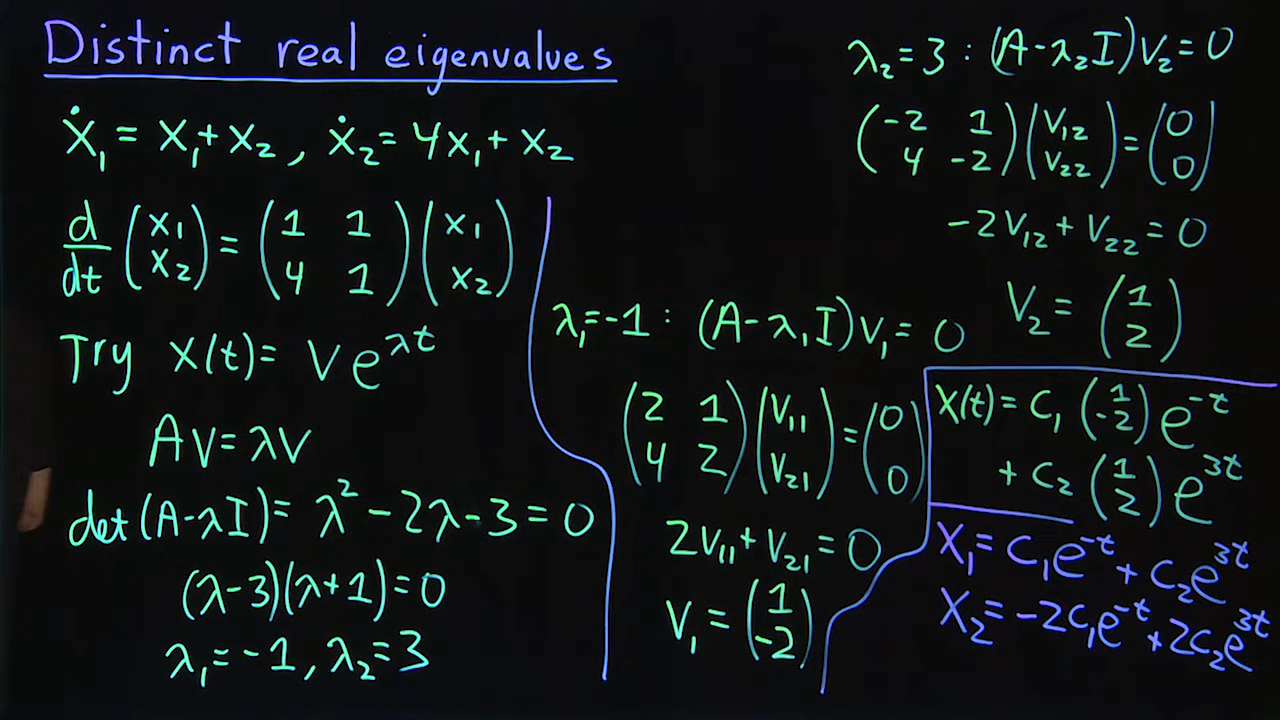 Distinct real eigenvalues
ẋ₁ = x₁ + x₂ , ẋ₂ = 4x₁ + x₂
d/dt (x₁ x₂) = (1 1 4 1) (x₁ x₂)
Try x(t) = v e^λt
Av = λv
det(A-λI) = λ² - 2λ - 3 = 0
(λ-3)(λ+1) = 0
λ₁ = -1, λ₂ = 3
λ₁ = -1 : (A-λ₁I)v₁ = 0
(2 1 4 2) (v₁₁ v₂₁) = (0 0)
2v₁₁ + v₂₁ = 0
v₁ = (1 -2)
λ₂ = 3 : (A-λ₂I)v₂ = 0
(-2 1 4 -2) (v₁₂ v₂₂) = (0 0)
-2v₁₂ + v₂₂ = 0
v₂ = (1 2)
x(t) = c₁ (1 -2) e^-t
+ c₂ (1 2) e^3t
x₁ = c₁e^-t + c₂e^3t
x₂ = -2c₁e^-t + 2c₂e^3t